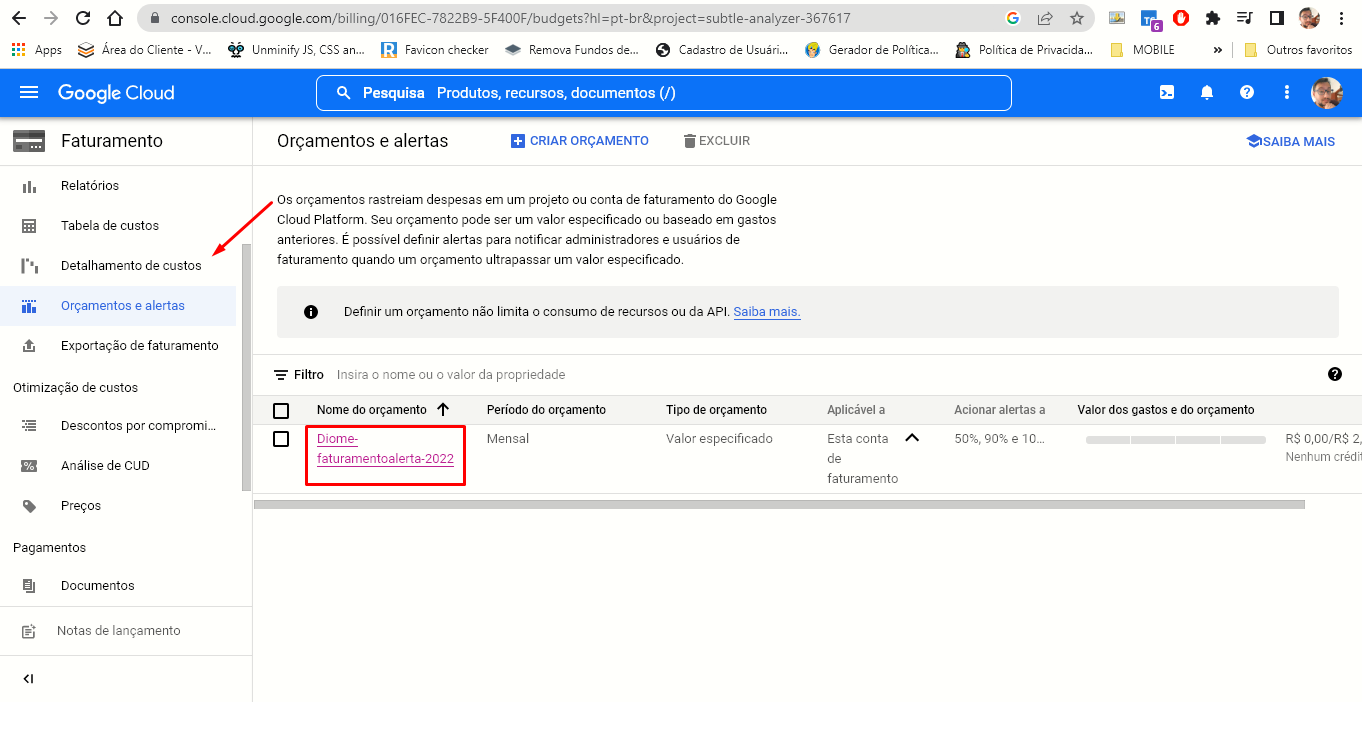 console.cloud.google.com/billing/016FEC-7822B9-5F400F/budgets?hl=pt-br&project=subtle-analyzer-367617
6
Apps
Área do Cliente - V...
Unminify JS, CSS an...
Favicon checker
Remova Fundos de...
Cadastro de Usuári...
Gerador de Política...
Política de Privacida...
MOBILE
»
Outros favoritos
Google Cloud
Pesquisa Produtos, recursos, documentos (/)
Faturamento
Relatórios
Tabela de custos
Detalhamento de custos
Orçamentos e alertas
Exportação de faturamento
Otimização de custos
Descontos por compromi...
Análise de CUD
Preços
Pagamentos
Documentos
Notas de lançamento
Orçamentos e alertas
CRIAR ORÇAMENTO
EXCLUIR
SAIBA MAIS
Os orçamentos rastreiam despesas em um projeto ou conta de faturamento do Google
Cloud Platform. Seu orçamento pode ser um valor especificado ou baseado em gastos
anteriores. É possível definir alertas para notificar administradores e usuários de
faturamento quando um orçamento ultrapassar um valor especificado.
Definir um orçamento não limita o consumo de recursos ou da API. Saiba mais.
Filtro Insira o nome ou o valor da propriedade
Nome do orçamento Período do orçamento Tipo de orçamento Aplicável a Acionar alertas a Valor dos gastos e do orçamento
Diome- Mensal Valor especificado Esta conta 50%, 90% e 10... R$ 0,00/R$ 2,
faturamentoalerta-2022 de Nenhum crédit
faturamento